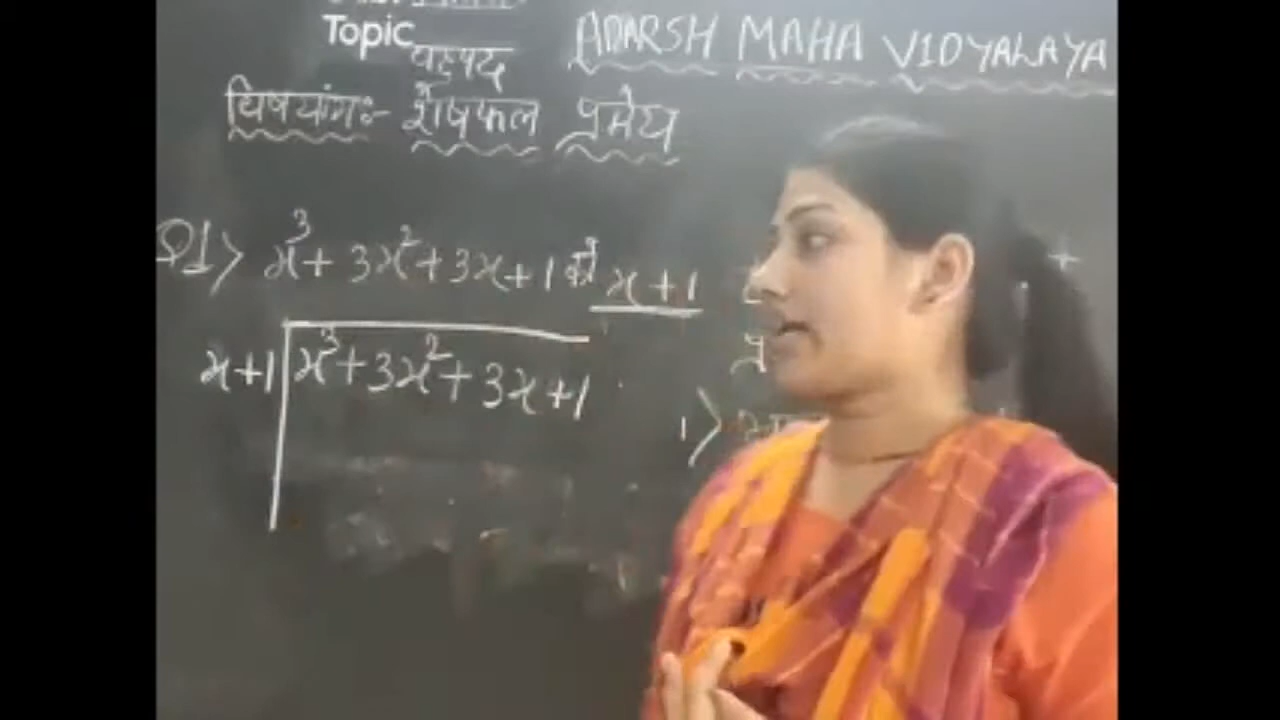 Topic बहुपद ADARSH MAHA VIDYALAYA
विषयांग:- शेषफल प्रमेय
Q1> x³ + 3x² + 3x + 1 को x + 1
x+1 x³ + 3x² + 3x + 1
1>